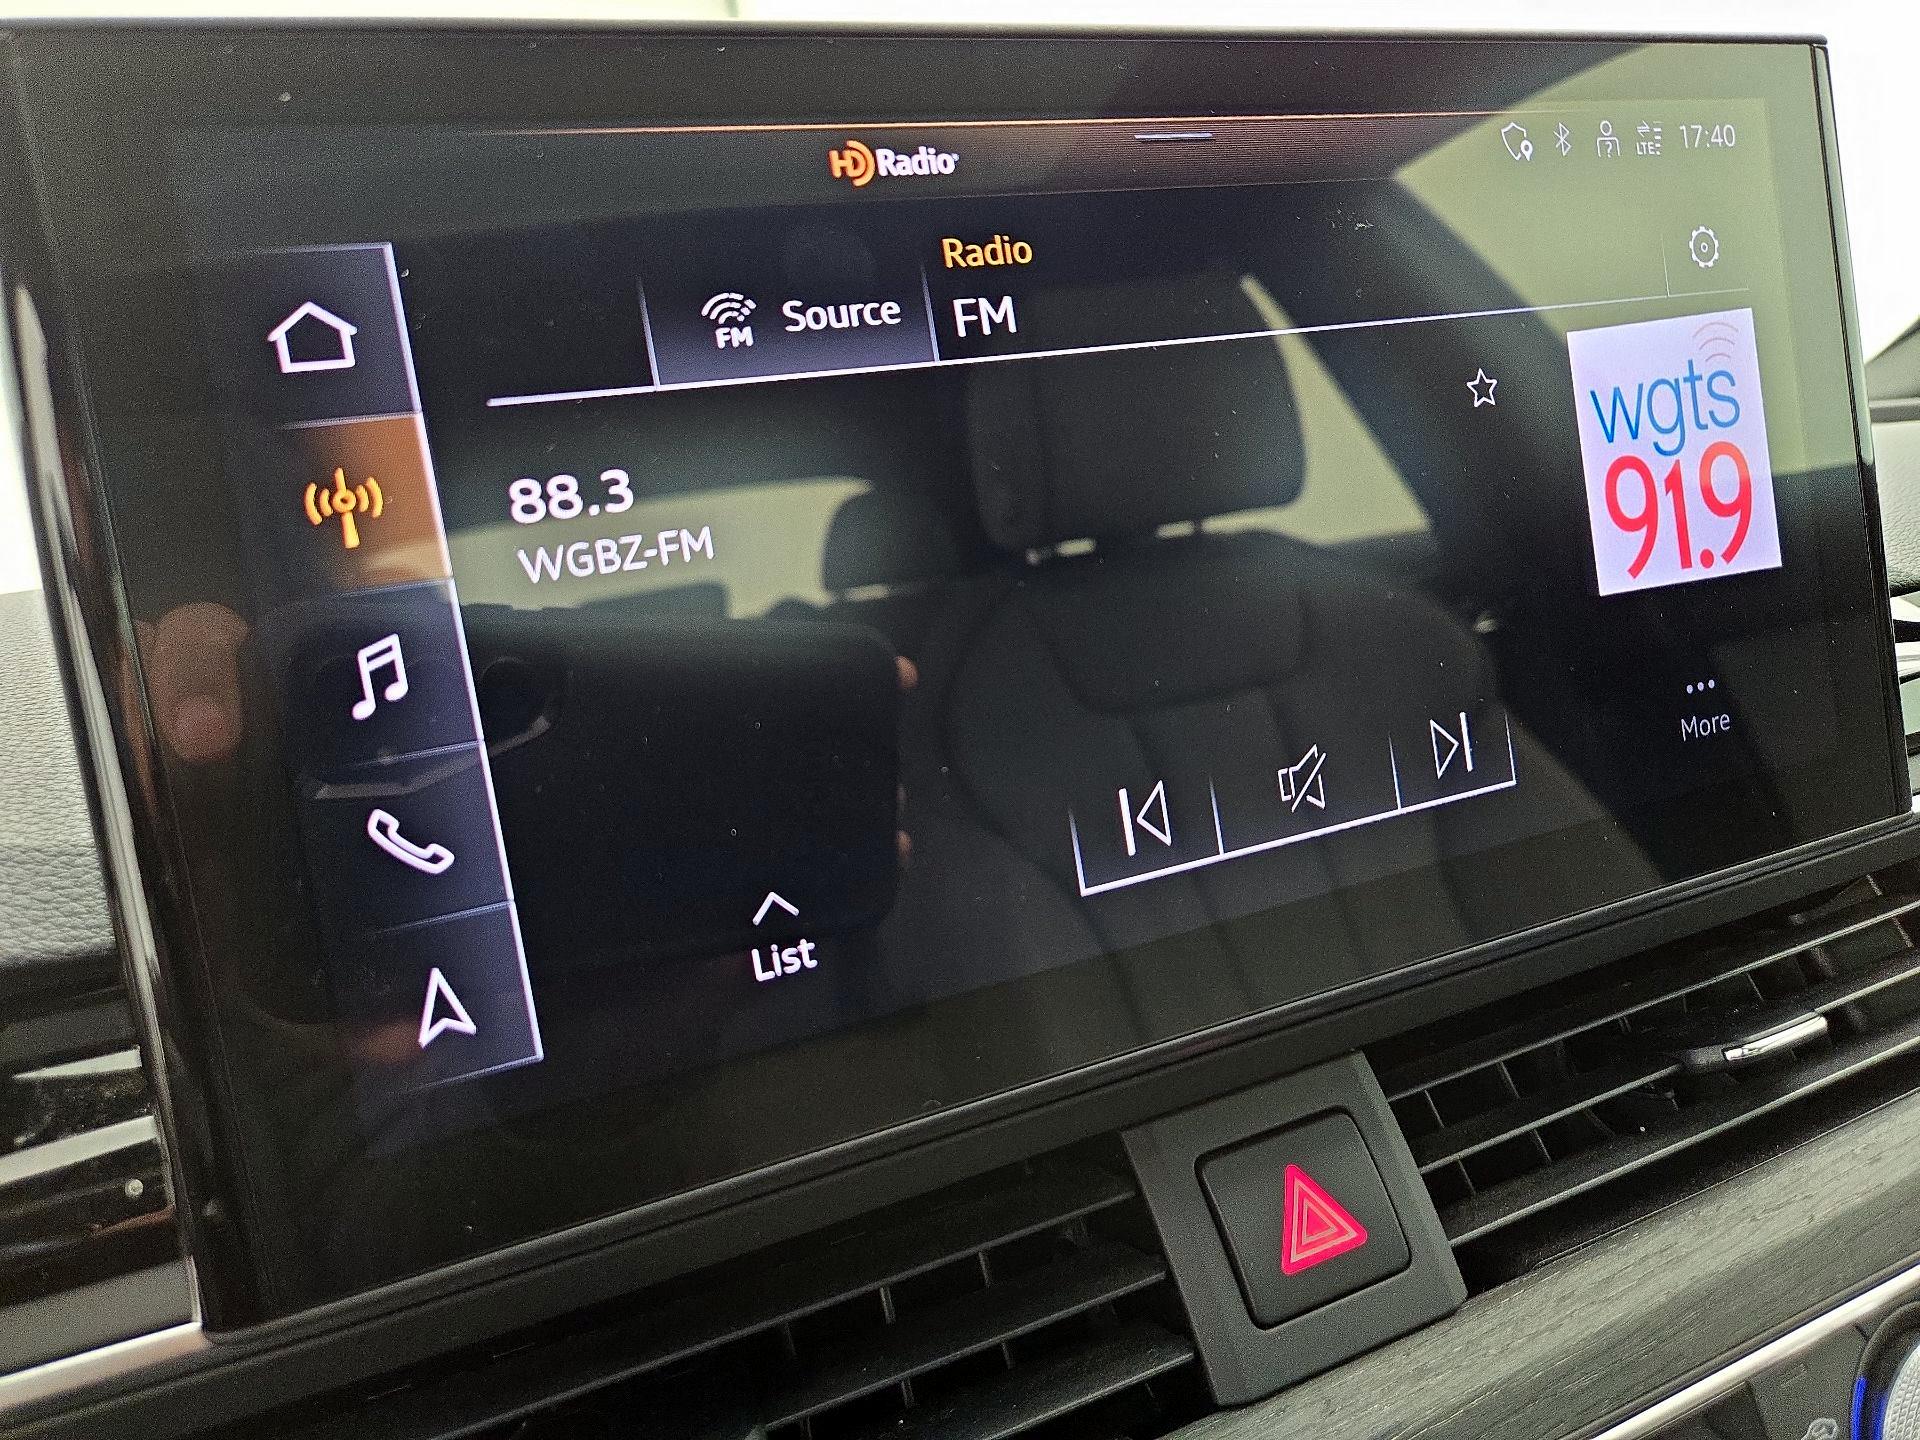 HD Radio
LTE 17:40
Radio
FM Source
FM
wgts
91.9
88.3
WGBZ-FM
More
List